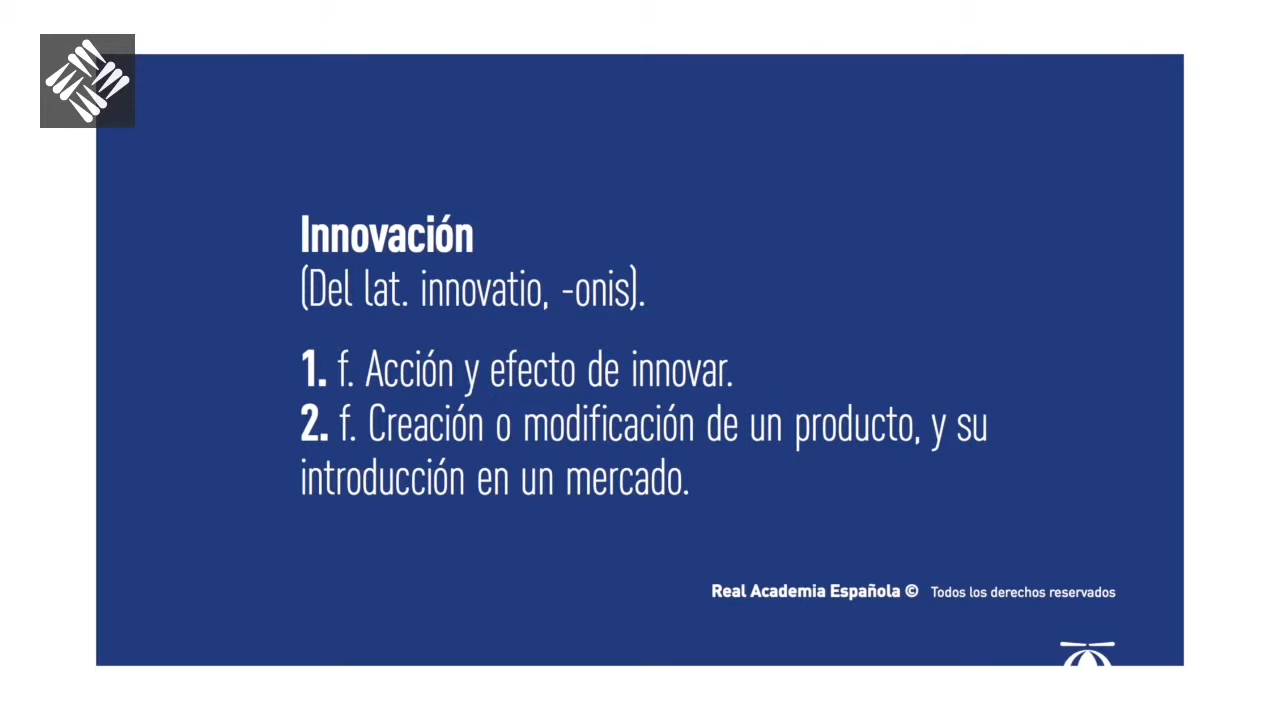 Innovación
(Del lat. innovatio, -onis).
1. f. Acción y efecto de innovar.
2. f. Creación o modificación de un producto, y su
introducción en un mercado.
Real Academia Española © Todos los derechos reservados